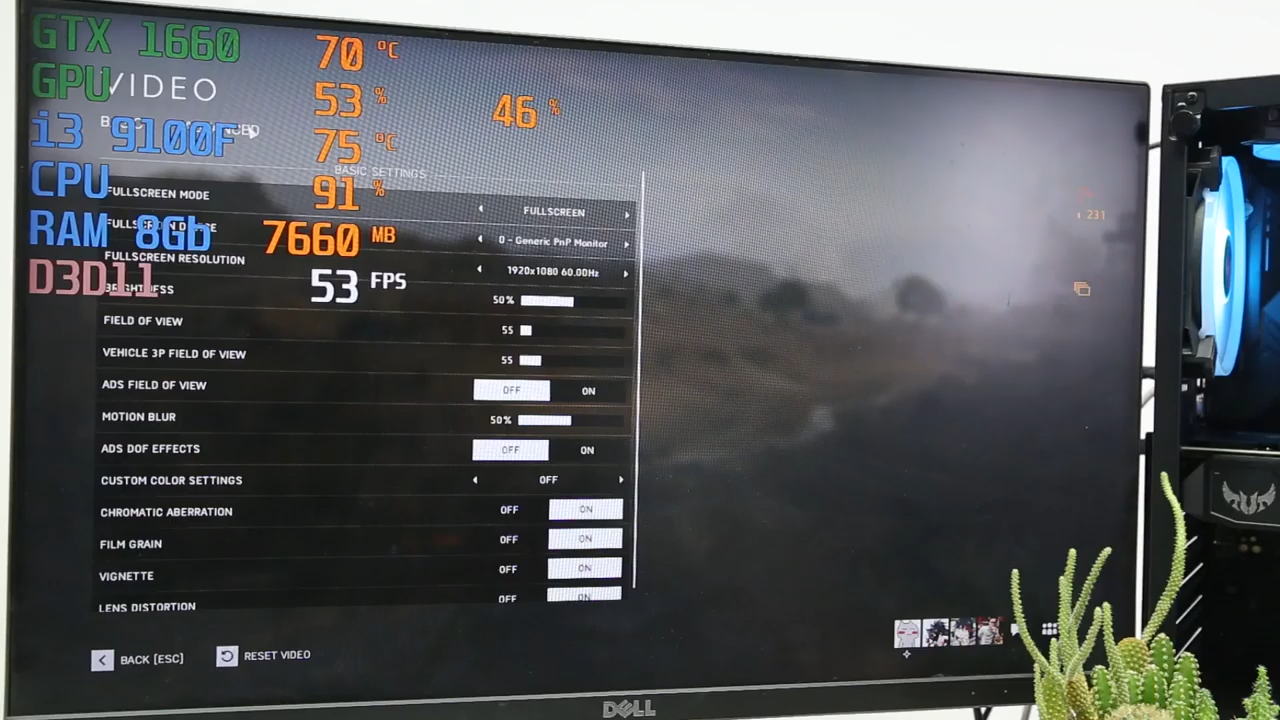 GTX 1660 70 °C
GPU 53 % 46 %
VIDEO
i3 9100F 75 °C
BASIC SETTINGS
CPU 91 %
FULLSCREEN MODE FULLSCREEN
RAM 8Gb 7660 MB
0 - Generic PnP Monitor
231
FULLSCREEN RESOLUTION 1920x1080 60.00Hz
D3D11 53 FPS
BRIGHTNESS 50%
FIELD OF VIEW 55
VEHICLE 3P FIELD OF VIEW 55
ADS FIELD OF VIEW OFF ON
MOTION BLUR 50%
ADS DOF EFFECTS OFF ON
CUSTOM COLOR SETTINGS OFF
CHROMATIC ABERRATION OFF ON
FILM GRAIN OFF ON
VIGNETTE OFF ON
LENS DISTORTION OFF ON
BACK [ESC] RESET VIDEO
DELL